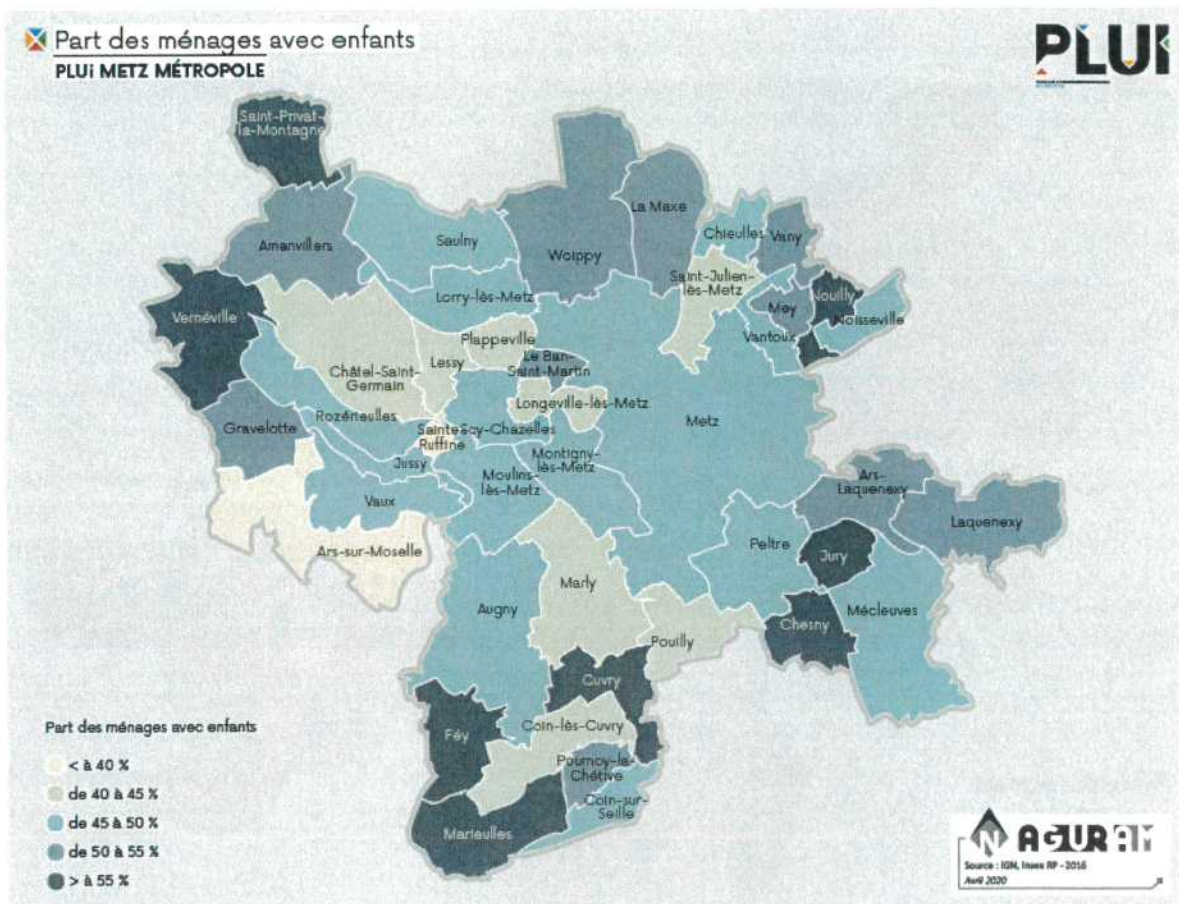 Part des ménages avec enfants
PLUi METZ MÉTROPOLE
PLUi
Saint-Privat-
la-Montagne
Amanvillers
Saulny
Woippy
La Maxe
Chieulles
Vany
Saint-Julien-
lès-Metz
Lorry-lès-Metz
Mey
Nouilly
Noisseville
Vernéville
Plappeville
Vantoux
Lessy
Le Ban-
Saint-Martin
Châtel-Saint-
Germain
Longeville-lès-Metz
Rozérieulles
Metz
Gravelotte
Sainte-
Ruffine
Scy-Chazelles
Jussy
Moulins-
lès-Metz
Montigny-
lès-Metz
Vaux
Ars-
Laquenexy
Laquenexy
Ars-sur-Moselle
Peltre
Jury
Marly
Augny
Mécleuves
Chesny
Pouilly
Cuvry
Féy
Coin-lès-Cuvry
Pournoy-la-
Chétive
Coin-sur-
Seille
Marieulles
Part des ménages avec enfants
< à 40 %
de 40 à 45 %
de 45 à 50 %
de 50 à 55 %
> à 55 %
N AGURAM
Source : IGN, Insee RP - 2016
Avril 2020